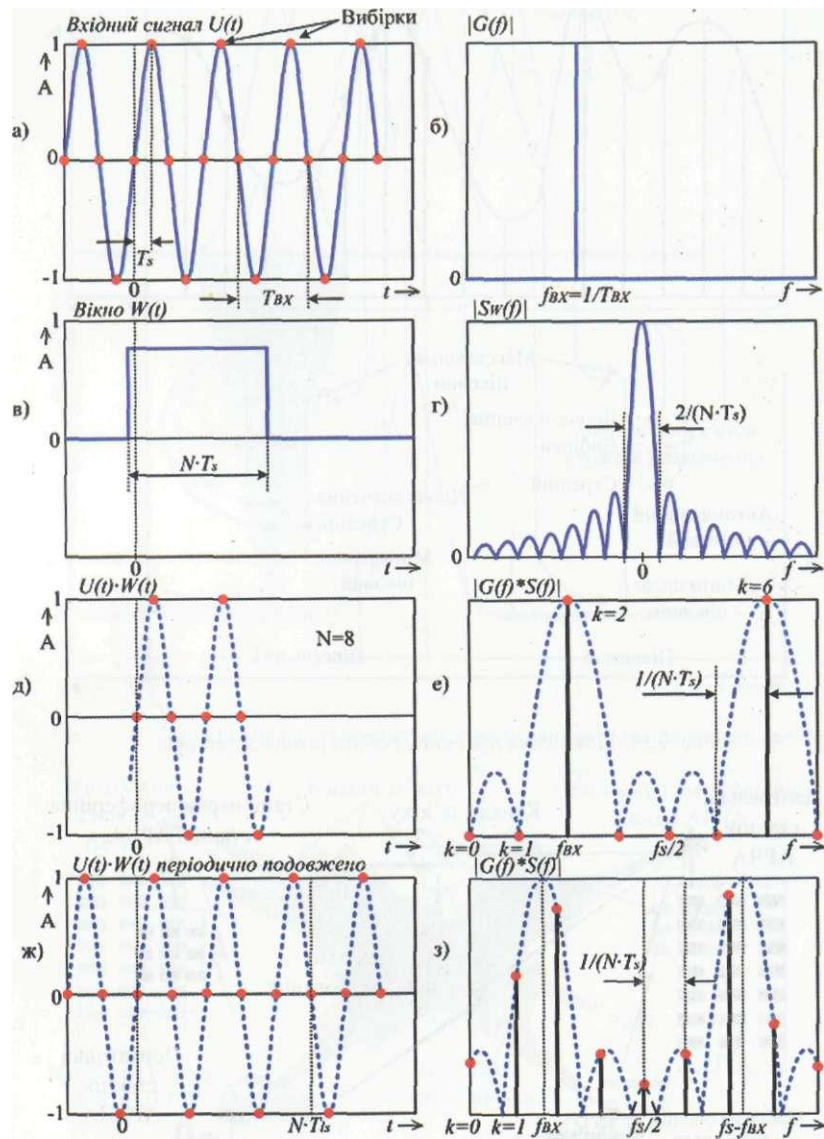 Вхідний сигнал U(t)
Вибірки
1
A
а)
0
-1
Ts
0
Tвх
t
|G(f)|
б)
0
fвх=1/Tвх
f
Вікно W(t)
1
A
в)
0
N·Ts
0
t
|Sw(f)|
г)
2/(N·Ts)
0
0
f
U(t)·W(t)
1
A
N=8
д)
0
-1
0
t
|G(f)*S(f)|
k=2
k=6
е)
1/(N·Ts)
k=0
k=1
fвх
fs/2
f
U(t)·W(t) періодично подовжено
1
A
ж)
0
-1
0
N·Tls
t
|G(f)*S(f)|
з)
1/(N·Ts)
k=0
k=1
fвх
fs/2
fs-fвх
f